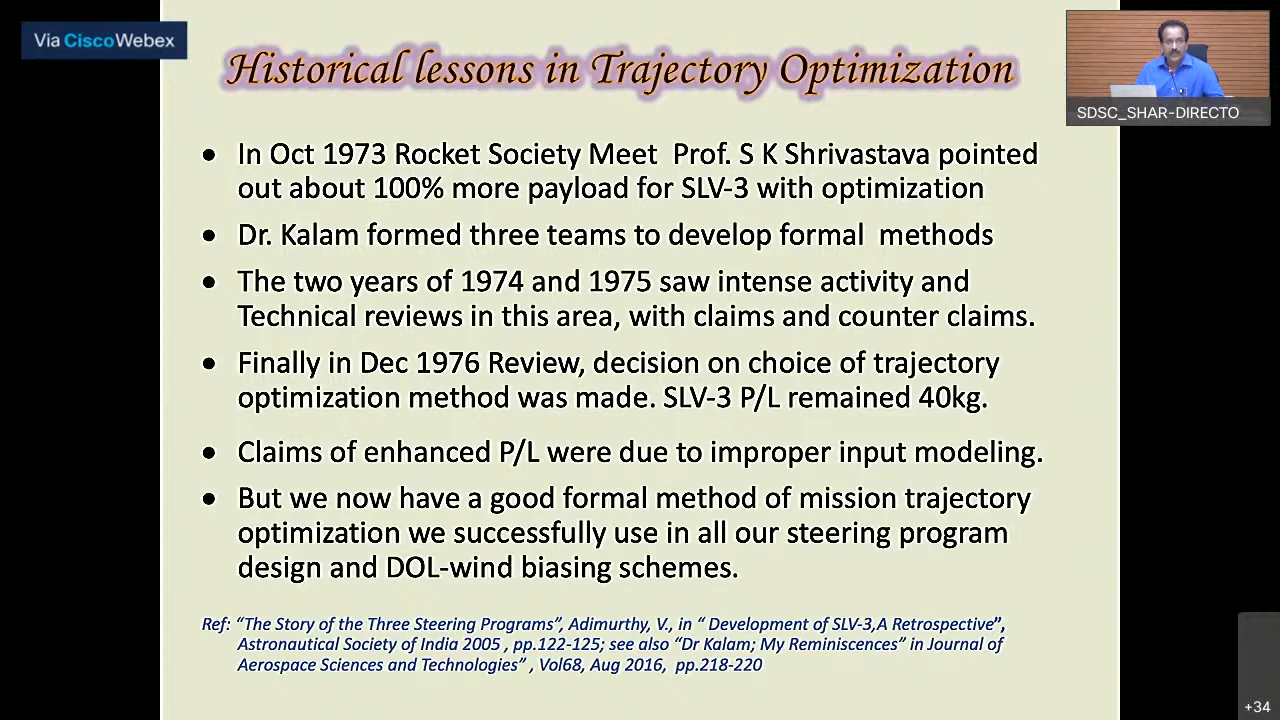 Via CiscoWebex
Historical lessons in Trajectory Optimization
SDSC_SHAR-DIRECTO
• In Oct 1973 Rocket Society Meet Prof. S K Shrivastava pointed
out about 100% more payload for SLV-3 with optimization
• Dr. Kalam formed three teams to develop formal methods
• The two years of 1974 and 1975 saw intense activity and
Technical reviews in this area, with claims and counter claims.
• Finally in Dec 1976 Review, decision on choice of trajectory
optimization method was made. SLV-3 P/L remained 40kg.
• Claims of enhanced P/L were due to improper input modeling.
• But we now have a good formal method of mission trajectory
optimization we successfully use in all our steering program
design and DOL-wind biasing schemes.
Ref: “The Story of the Three Steering Programs”, Adimurthy, V., in “ Development of SLV-3,A Retrospective”,
Astronautical Society of India 2005 , pp.122-125; see also “Dr Kalam; My Reminiscences” in Journal of
Aerospace Sciences and Technologies” , Vol68, Aug 2016, pp.218-220
+34